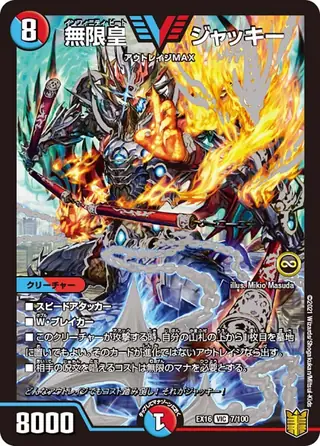 8
インフィニティ ビート
無限皇 ジャッキー
アウトレイジMAX
illus. Mikio Masuda
クリーチャー
■ スピードアタッカー
■ W・ブレイカー
■ このクリーチャーが攻撃する時、自分の山札の上から1枚目を墓地
に置いてもよい。そのカードが進化ではないアウトレイジなら出す。
■ 相手の呪文を唱えるコストは無限のマナを必要とする。
どんなアウトレイジでもコスト踏み倒し!それがジャッキー!
8000
1
EX16 VIC 7/100
©2021 Wizards/Shogakukan/Mitsui-Kids